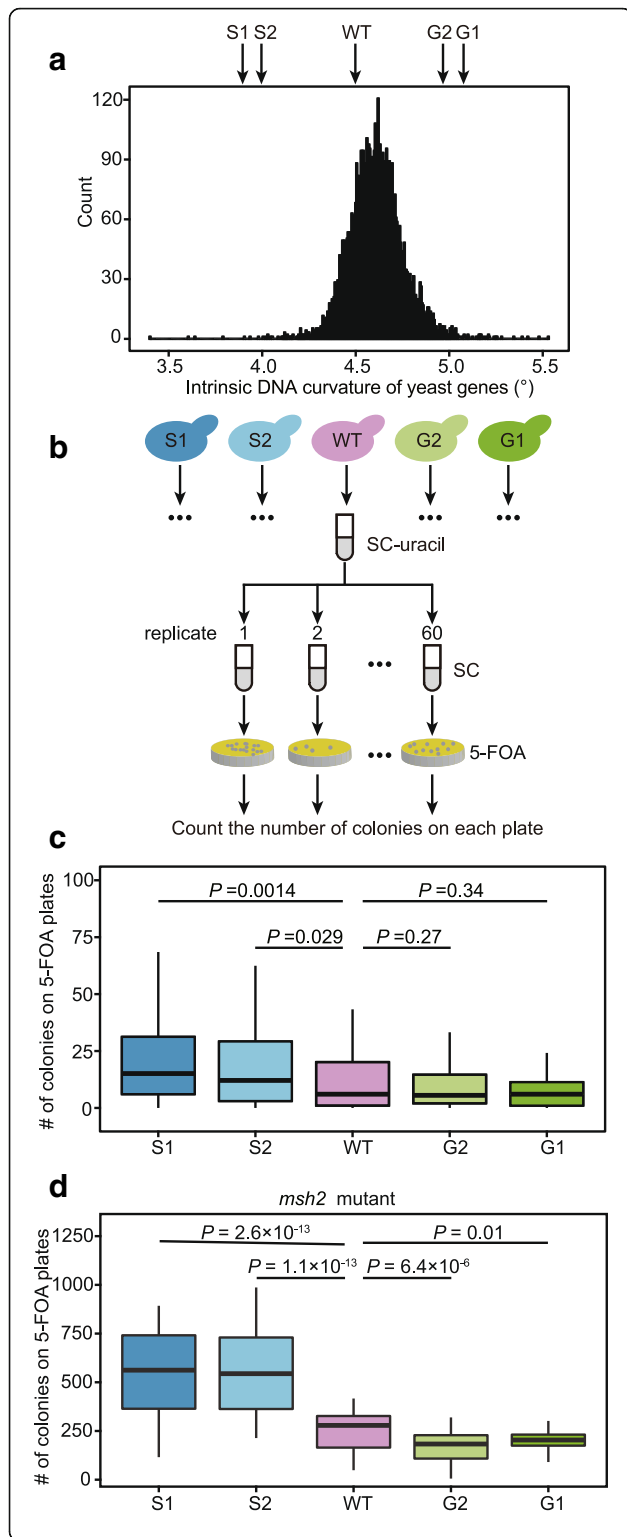 S1 S2 WT G2 G1
a
120
90
60
30
0
Count
3.5 4.0 4.5 5.0 5.5
Intrinsic DNA curvature of yeast genes (°)
b
S1 S2 WT G2 G1
SC-uracil
replicate 1 2 60
SC
5-FOA
Count the number of colonies on each plate
c
100
75
50
25
0
# of colonies on 5-FOA plates
P =0.0014 P =0.34
P =0.029 P =0.27
S1 S2 WT G2 G1
d
msh2 mutant
1250
1000
750
500
250
0
# of colonies on 5-FOA plates
P = 2.6×10⁻¹³ P = 0.01
P = 1.1×10⁻¹³ P = 6.4×10⁻⁶
S1 S2 WT G2 G1